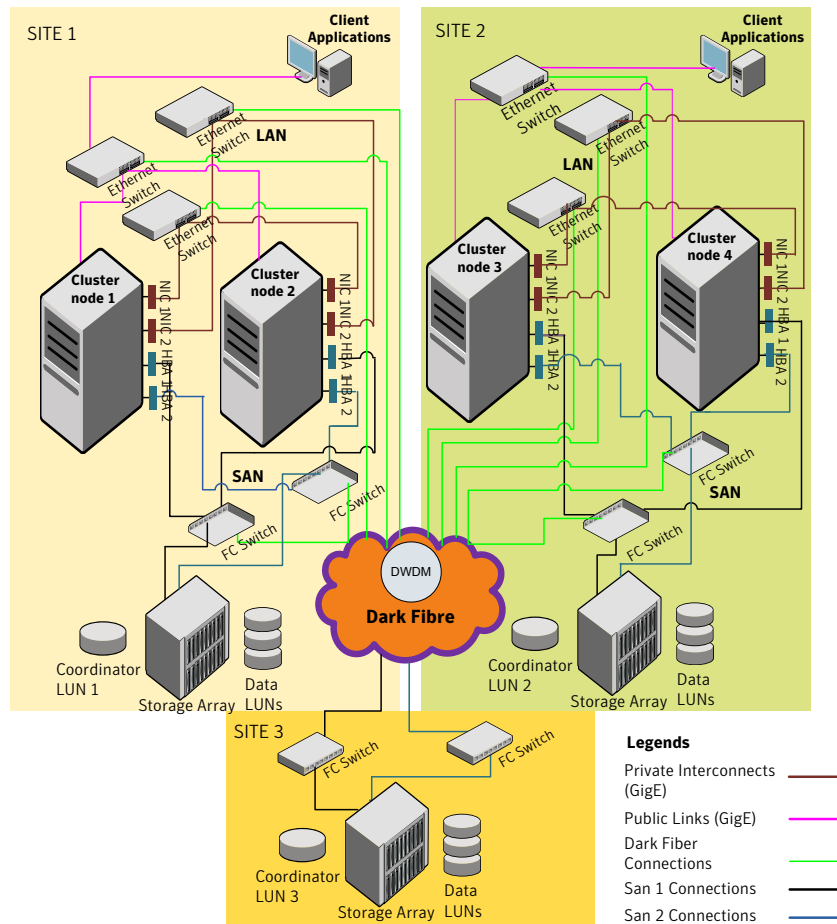 SITE 1
Client
Applications
Ethernet
Switch
LAN
Ethernet
Switch
Ethernet
Switch
Cluster
node 1
NIC 1
NIC 2
HBA 1
HBA 2
Cluster
node 2
NIC 1
NIC 2
HBA 1
HBA 2
SAN
FC Switch
FC Switch
Coordinator
LUN 1
Storage Array
Data
LUNs
SITE 2
Client
Applications
Ethernet
Switch
Ethernet
Switch
LAN
Ethernet
Switch
Cluster
node 3
NIC 1
NIC 2
HBA 1
HBA 2
Cluster
node 4
NIC 1
NIC 2
HBA 1
HBA 2
FC Switch
SAN
FC Switch
Coordinator
LUN 2
Storage Array
Data
LUNs
DWDM
Dark Fibre
SITE 3
FC Switch
FC Switch
Coordinator
LUN 3
Storage Array
Data
LUNs
Legends
Private Interconnects
(GigE)
Public Links (GigE)
Dark Fiber
Connections
San 1 Connections
San 2 Connections